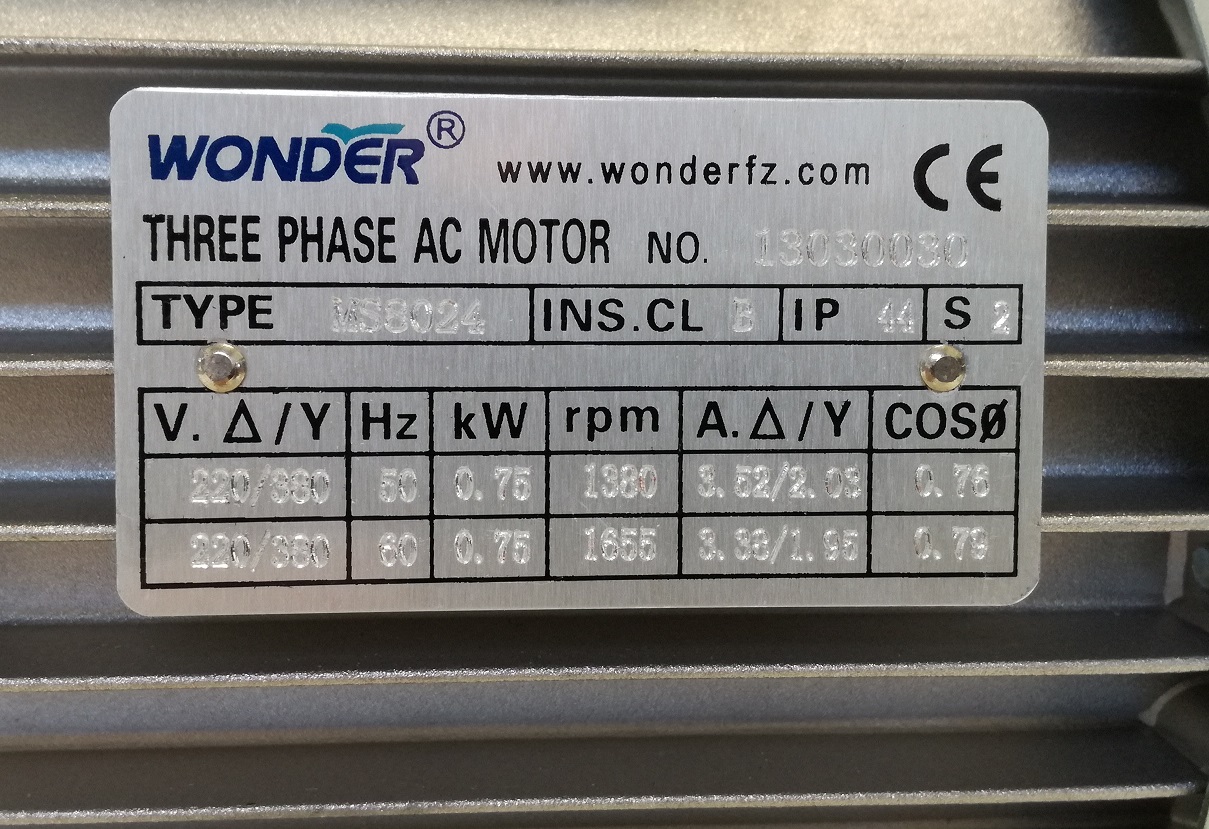 WONDER® www.wonderfz.com CE
THREE PHASE AC MOTOR NO. 13030030
TYPE MS8024 INS.CL B IP 44 S 2
V. Δ/Y Hz kW rpm A. Δ/Y COSØ
220/380 50 0.75 1380 3.52/2.03 0.76
220/380 60 0.75 1655 3.38/1.95 0.79